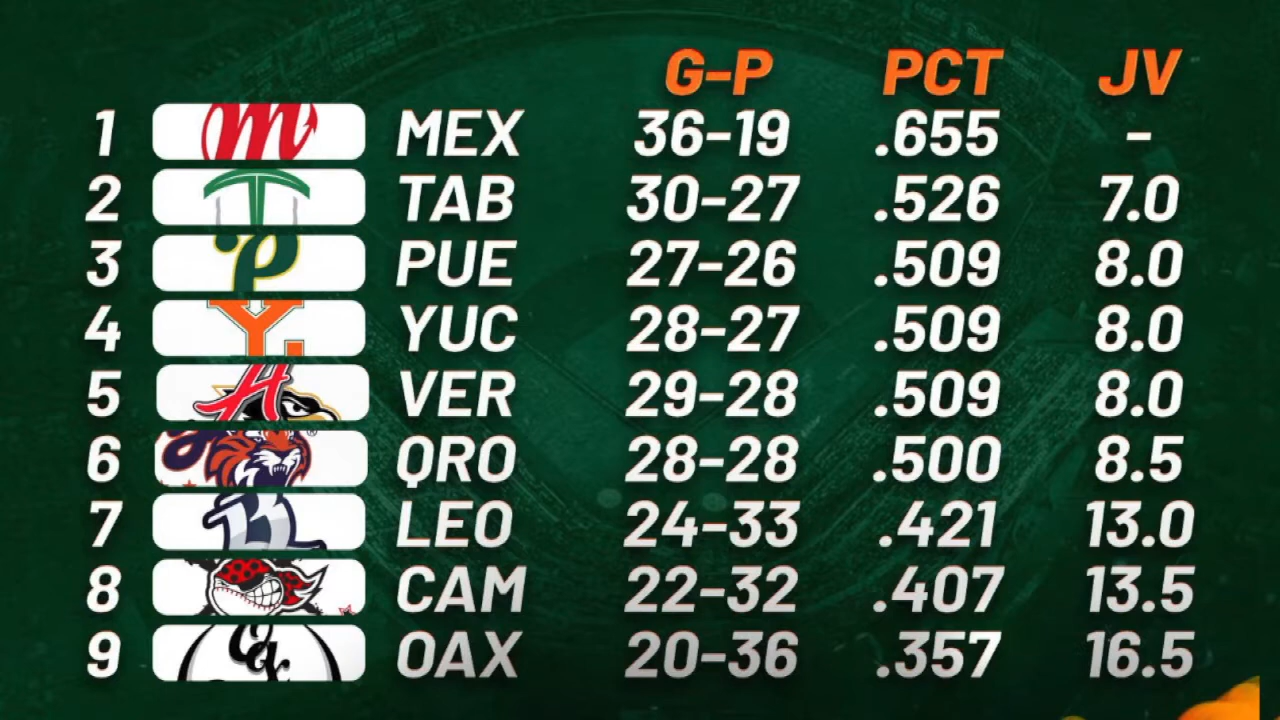 G-P PCT JV
1 MEX 36-19 .655 -
2 TAB 30-27 .526 7.0
3 PUE 27-26 .509 8.0
4 YUC 28-27 .509 8.0
5 VER 29-28 .509 8.0
6 QRO 28-28 .500 8.5
7 LEO 24-33 .421 13.0
8 CAM 22-32 .407 13.5
9 OAX 20-36 .357 16.5